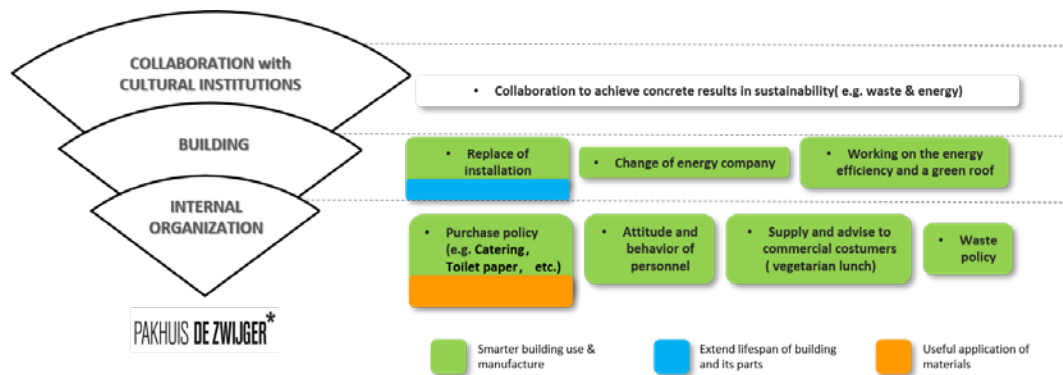 COLLABORATION with
CULTURAL INSTITUTIONS
• Collaboration to achieve concrete results in sustainability( e.g. waste & energy)
BUILDING
• Replace of
installation
• Change of energy company
• Working on the energy
efficiency and a green roof
INTERNAL
ORGANIZATION
• Purchase policy
(e.g. Catering,
Toilet paper, etc.)
• Attitude and
behavior of
personnel
• Supply and advise to
commercial costumers
( vegetarian lunch)
• Waste
policy
PAKHUIS DE ZWIJGER*
Smarter building use &
manufacture
Extend lifespan of building
and its parts
Useful application of
materials